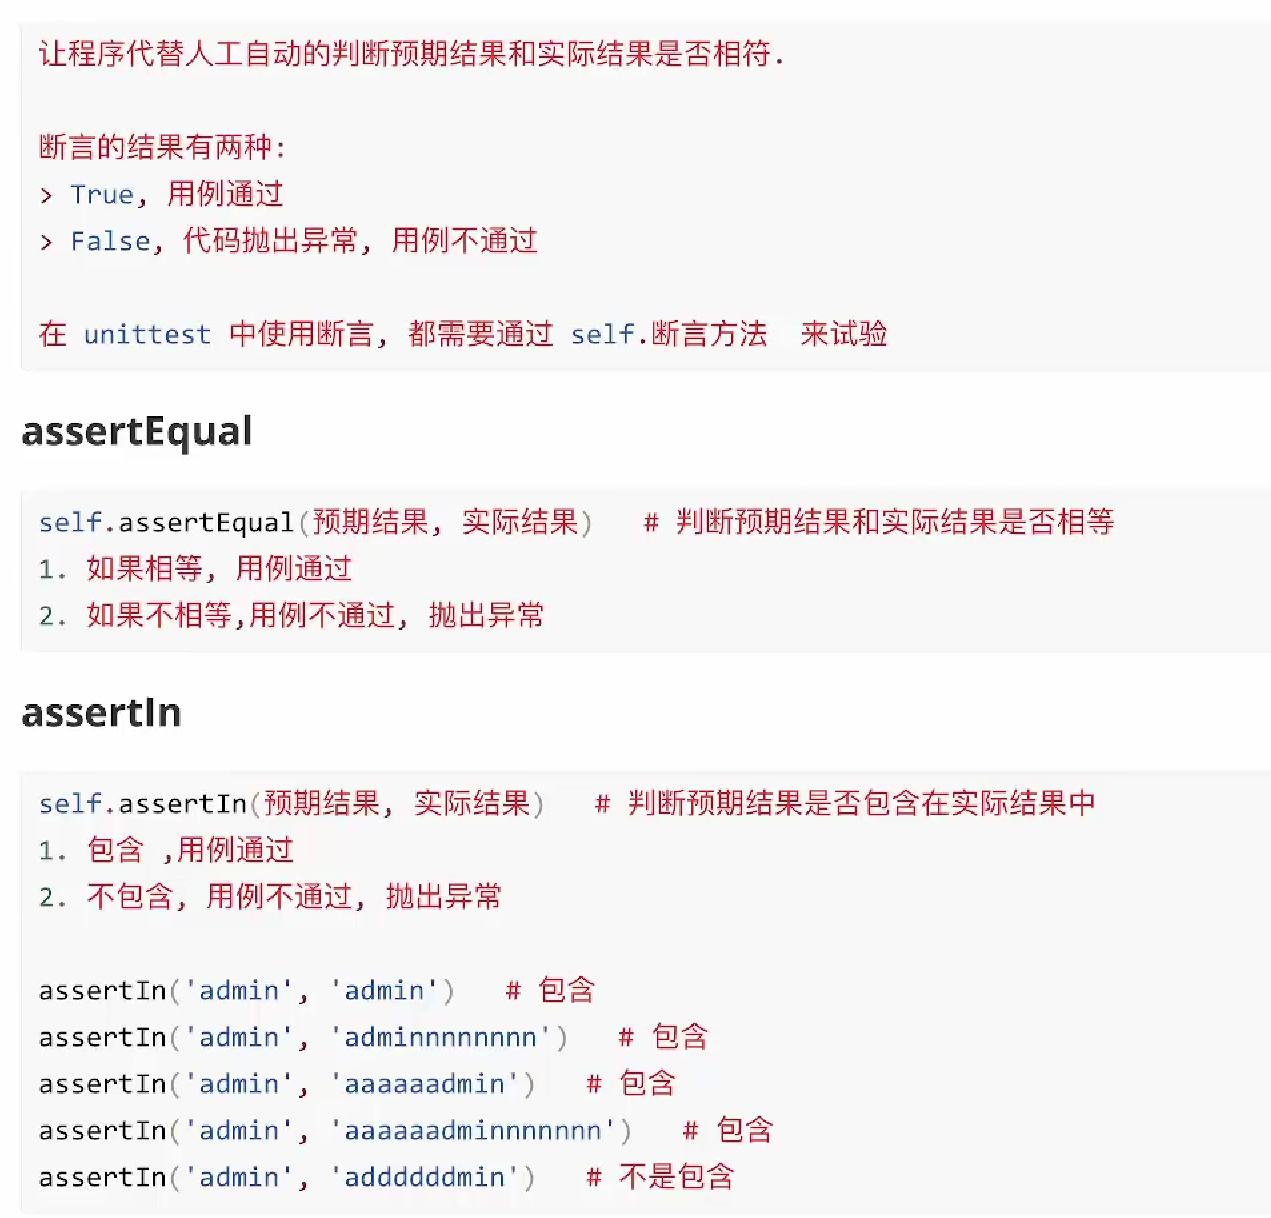 让程序代替人工自动的判断预期结果和实际结果是否相符.
断言的结果有两种:
> True, 用例通过
> False, 代码抛出异常, 用例不通过
在 unittest 中使用断言, 都需要通过 self.断言方法 来试验
assertEqual
self.assertEqual(预期结果, 实际结果) # 判断预期结果和实际结果是否相等
1. 如果相等, 用例通过
2. 如果不相等,用例不通过, 抛出异常
assertIn
self.assertIn(预期结果, 实际结果) # 判断预期结果是否包含在实际结果中
1. 包含 ,用例通过
2. 不包含, 用例不通过, 抛出异常
assertIn('admin', 'admin') # 包含
assertIn('admin', 'adminnnnnnnn') # 包含
assertIn('admin', 'aaaaaadmin') # 包含
assertIn('admin', 'aaaaaadminnnnnnn') # 包含
assertIn('admin', 'addddddmin') # 不是包含